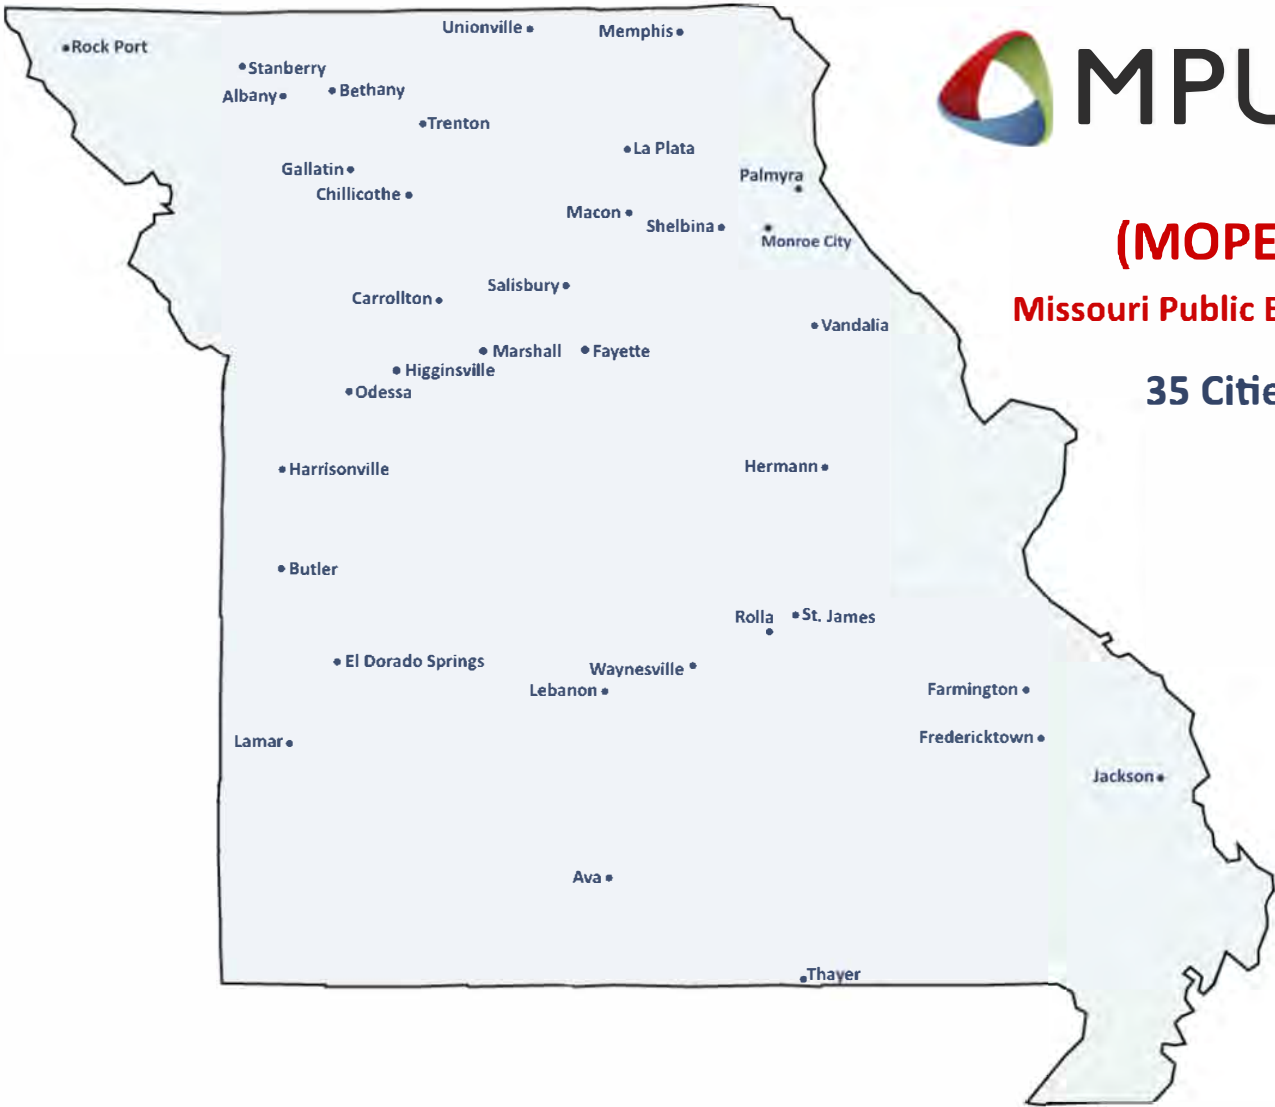 Unionville
Memphis
Rock Port
Stanberry
Albany
Bethany
Trenton
La Plata
Gallatin
Chillicothe
Palmyra
Macon
Shelbina
Monroe City
Salisbury
Carrollton
Vandalia
Marshall
Fayette
Higginsville
Odessa
Harrisonville
Hermann
Butler
Rolla
St. James
El Dorado Springs
Waynesville
Lebanon
Farmington
Lamar
Fredericktown
Jackson
Ava
Thayer
MPU
(MOPE
Missouri Public E
35 Citie